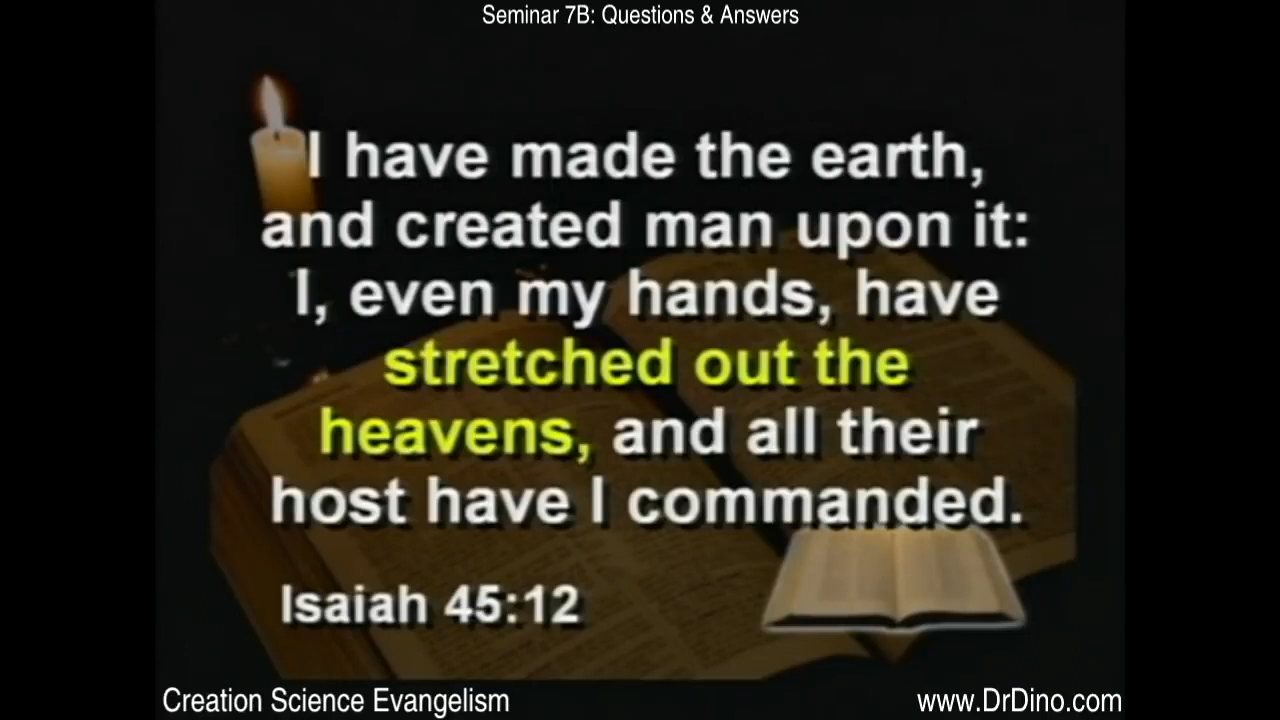 Seminar 7B: Questions & Answers
I have made the earth,
and created man upon it:
I, even my hands, have
stretched out the
heavens, and all their
host have I commanded.
Isaiah 45:12
Creation Science Evangelism
www.DrDino.com